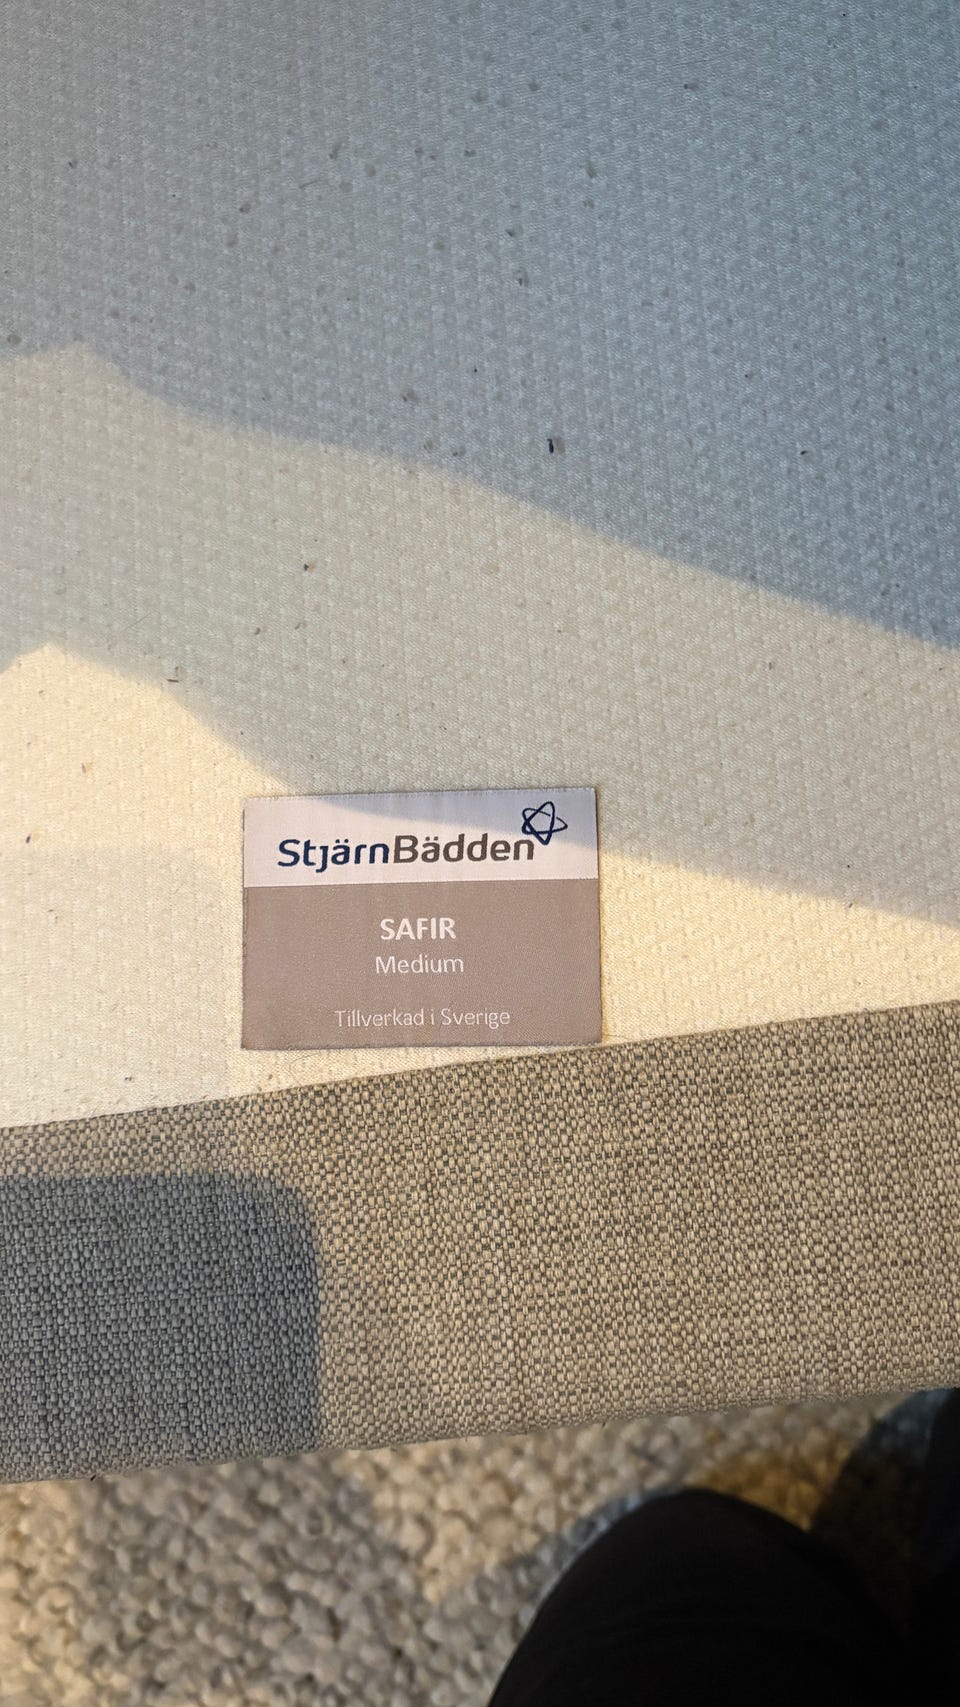 StjärnBädden
SAFIR
Medium
Tillverkad i Sverige